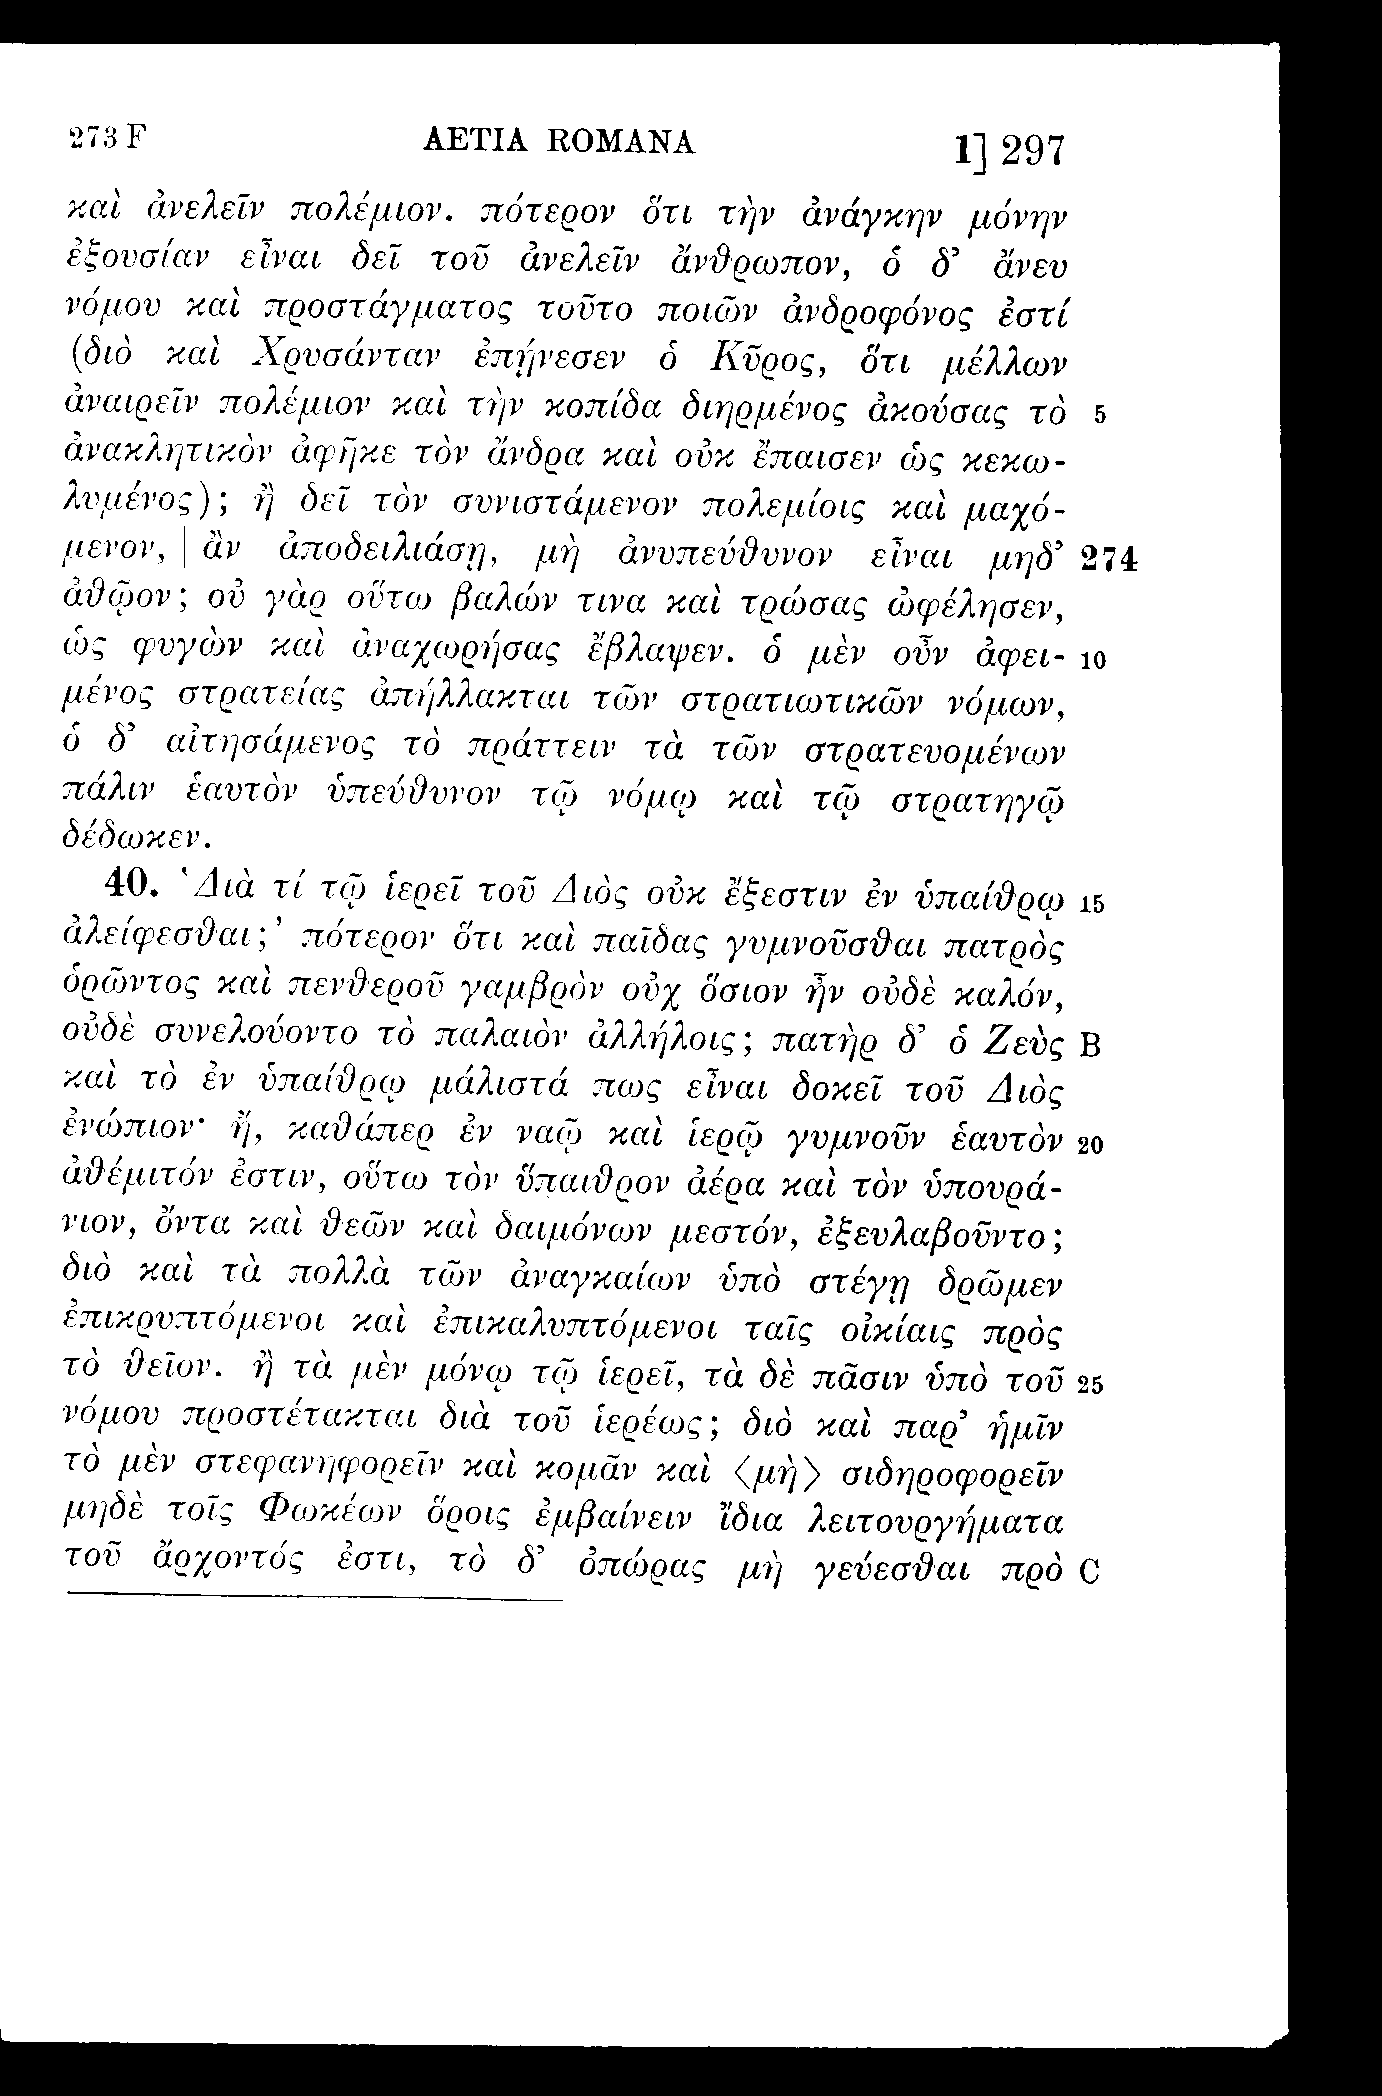 273 F AETIA ROMANA 1] 297
καὶ ἀνελεῖν πολέμιον. πότερον ὅτι τὴν ἀνάγκην μόνην
ἐξουσίαν εἶναι δεῖ τοῦ ἀνελεῖν ἄνθρωπον, ὁ δ’ ἄνευ
νόμου καὶ προστάγματος τοῦτο ποιῶν ἀνδροφόνος ἐστί
(διὸ καὶ Χρυσάνταν ἐπῄνεσεν ὁ Κῦρος, ὅτι μέλλων
ἀναιρεῖν πολέμιον καὶ τὴν κοπίδα διηρμένος ἀκούσας τὸ 5
ἀνακλητικὸν ἀφῆκε τὸν ἄνδρα καὶ οὐκ ἔπαισεν ὡς κεκω-
λυμένος); ἢ δεῖ τὸν συνιστάμενον πολεμίοις καὶ μαχό-
μενον, | ἂν ἀποδειλιάσῃ, μὴ ἀνυπεύθυνον εἶναι μηδ’ 274
ἀθῷον; οὐ γὰρ οὕτω βαλών τινα καὶ τρώσας ὠφέλησεν,
ὡς φυγὼν καὶ ἀναχωρήσας ἔβλαψεν. ὁ μὲν οὖν ἀφει- 10
μένος στρατείας ἀπήλλακται τῶν στρατιωτικῶν νόμων,
ὁ δ’ αἰτησάμενος τὸ πράττειν τὰ τῶν στρατευομένων
πάλιν ἑαυτὸν ὑπεύθυνον τῷ νόμῳ καὶ τῷ στρατηγῷ
δέδωκεν.
40. ‘Διὰ τί τῷ ἱερεῖ τοῦ Διὸς οὐκ ἔξεστιν ἐν ὑπαίθρῳ 15
ἀλείφεσθαι;’ πότερον ὅτι καὶ παῖδας γυμνοῦσθαι πατρὸς
ὁρῶντος καὶ πενθεροῦ γαμβρὸν οὐχ ὅσιον ἦν οὐδὲ καλόν,
οὐδὲ συνελούοντο τὸ παλαιὸν ἀλλήλοις; πατὴρ δ’ ὁ Ζεὺς B
καὶ τὸ ἐν ὑπαίθρῳ μάλιστά πως εἶναι δοκεῖ τοῦ Διὸς
ἐνώπιον· ἤ, καθάπερ ἐν ναῷ καὶ ἱερῷ γυμνοῦν ἑαυτὸν 20
ἀθέμιτόν ἐστιν, οὕτω τὸν ὕπαιθρον ἀέρα καὶ τὸν ὑπουρά-
νιον, ὄντα καὶ θεῶν καὶ δαιμόνων μεστόν, ἐξευλαβοῦντο;
διὸ καὶ τὰ πολλὰ τῶν ἀναγκαίων ὑπὸ στέγῃ δρῶμεν
ἐπικρυπτόμενοι καὶ ἐπικαλυπτόμενοι ταῖς οἰκίαις πρὸς
τὸ θεῖον. ἢ τὰ μὲν μόνῳ τῷ ἱερεῖ, τὰ δὲ πᾶσιν ὑπὸ τοῦ 25
νόμου προστέτακται διὰ τοῦ ἱερέως; διὸ καὶ παρ’ ἡμῖν
τὸ μὲν στεφανηφορεῖν καὶ κομᾶν καὶ 〈μὴ〉 σιδηροφορεῖν
μηδὲ τοῖς Φωκέων ὅροις ἐμβαίνειν ἴδια λειτουργήματα
τοῦ ἄρχοντός ἐστι, τὸ δ’ ὀπώρας μὴ γεύεσθαι πρὸ C